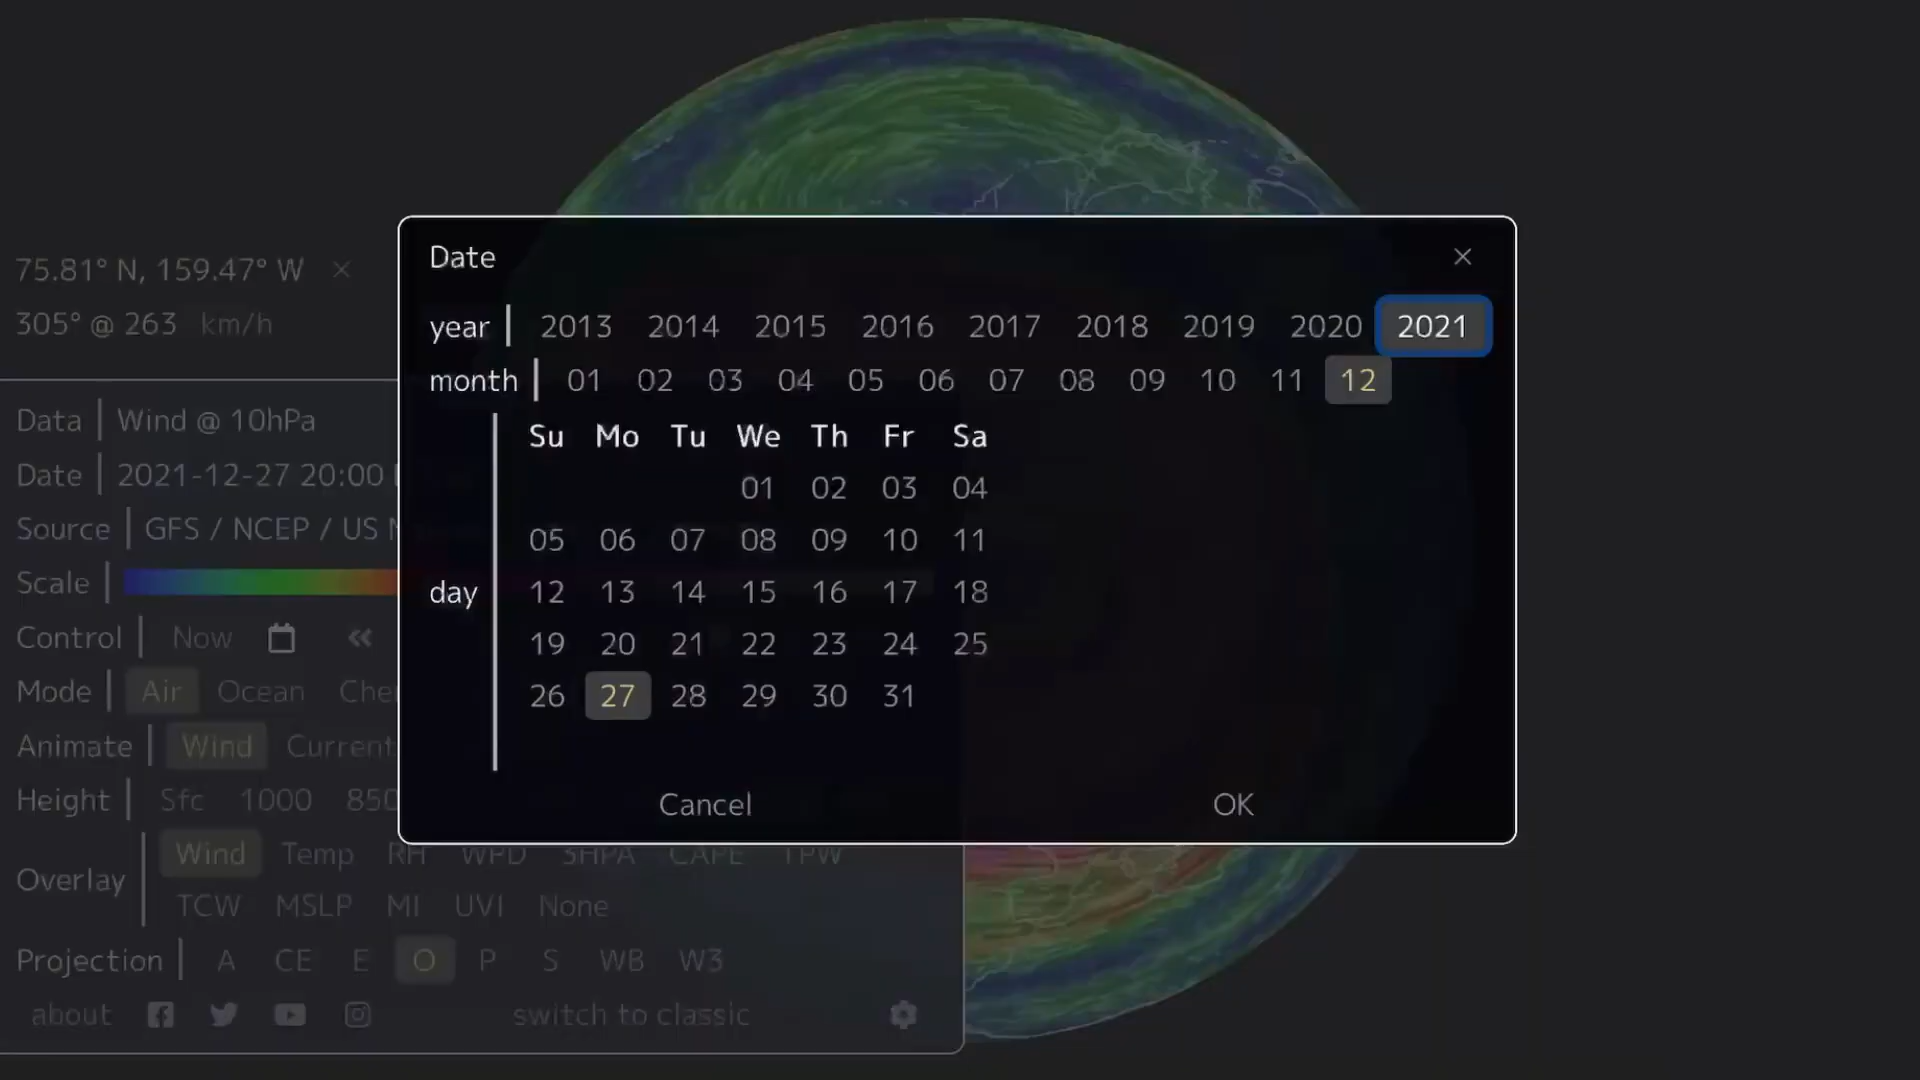 75.81° N, 159.47° W ×
305° @ 263 km/h
Date ×
year 2013 2014 2015 2016 2017 2018 2019 2020 2021
month 01 02 03 04 05 06 07 08 09 10 11 12
Su Mo Tu We Th Fr Sa
01 02 03 04
05 06 07 08 09 10 11
day 12 13 14 15 16 17 18
19 20 21 22 23 24 25
26 27 28 29 30 31
Cancel OK
Data Wind @ 10hPa
Date 2021-12-27 20:00
Source GFS / NCEP / US
Scale
Control Now «
Mode Air Ocean
Animate Wind Current
Height Sfc 1000 850
Overlay Wind Temp RH WPD 3HPA CAPE TPW
TCW MSLP MI UVI None
Projection A CE E O P S WB W3
about switch to classic